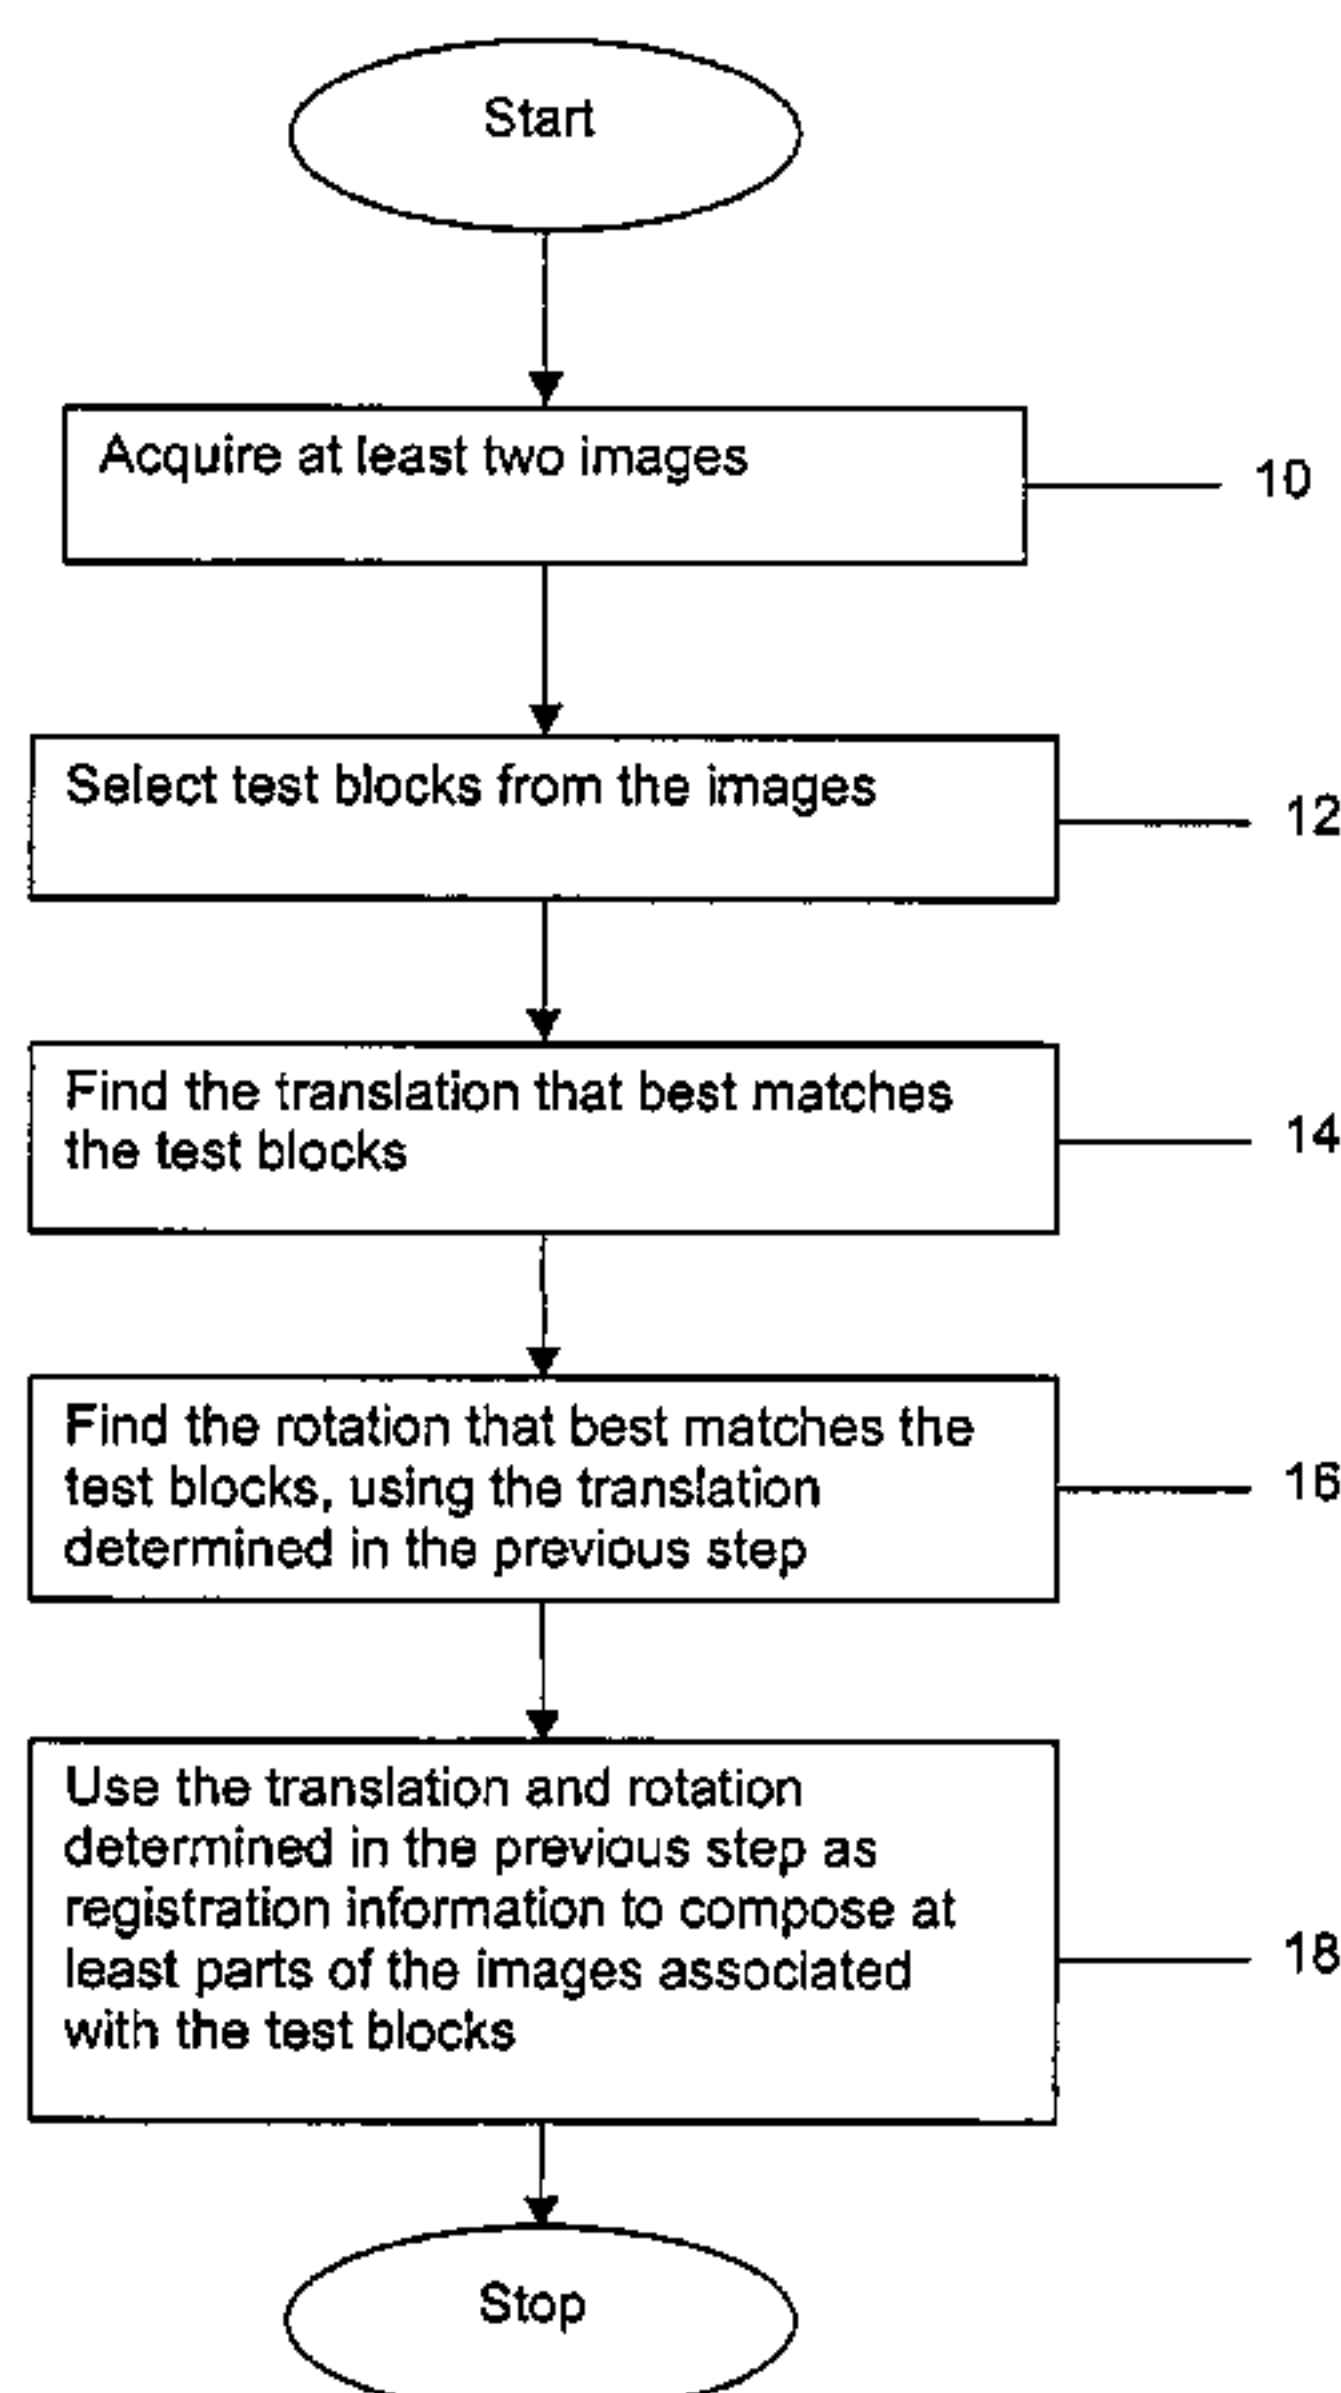 Start
Acquire at least two images
10
Select test blocks from the images
12
Find the translation that best matches
the test blocks
14
Find the rotation that best matches the
test blocks, using the translation
determined in the previous step
16
Use the translation and rotation
determined in the previous step as
registration information to compose at
least parts of the images associated
with the test blocks
18
Stop